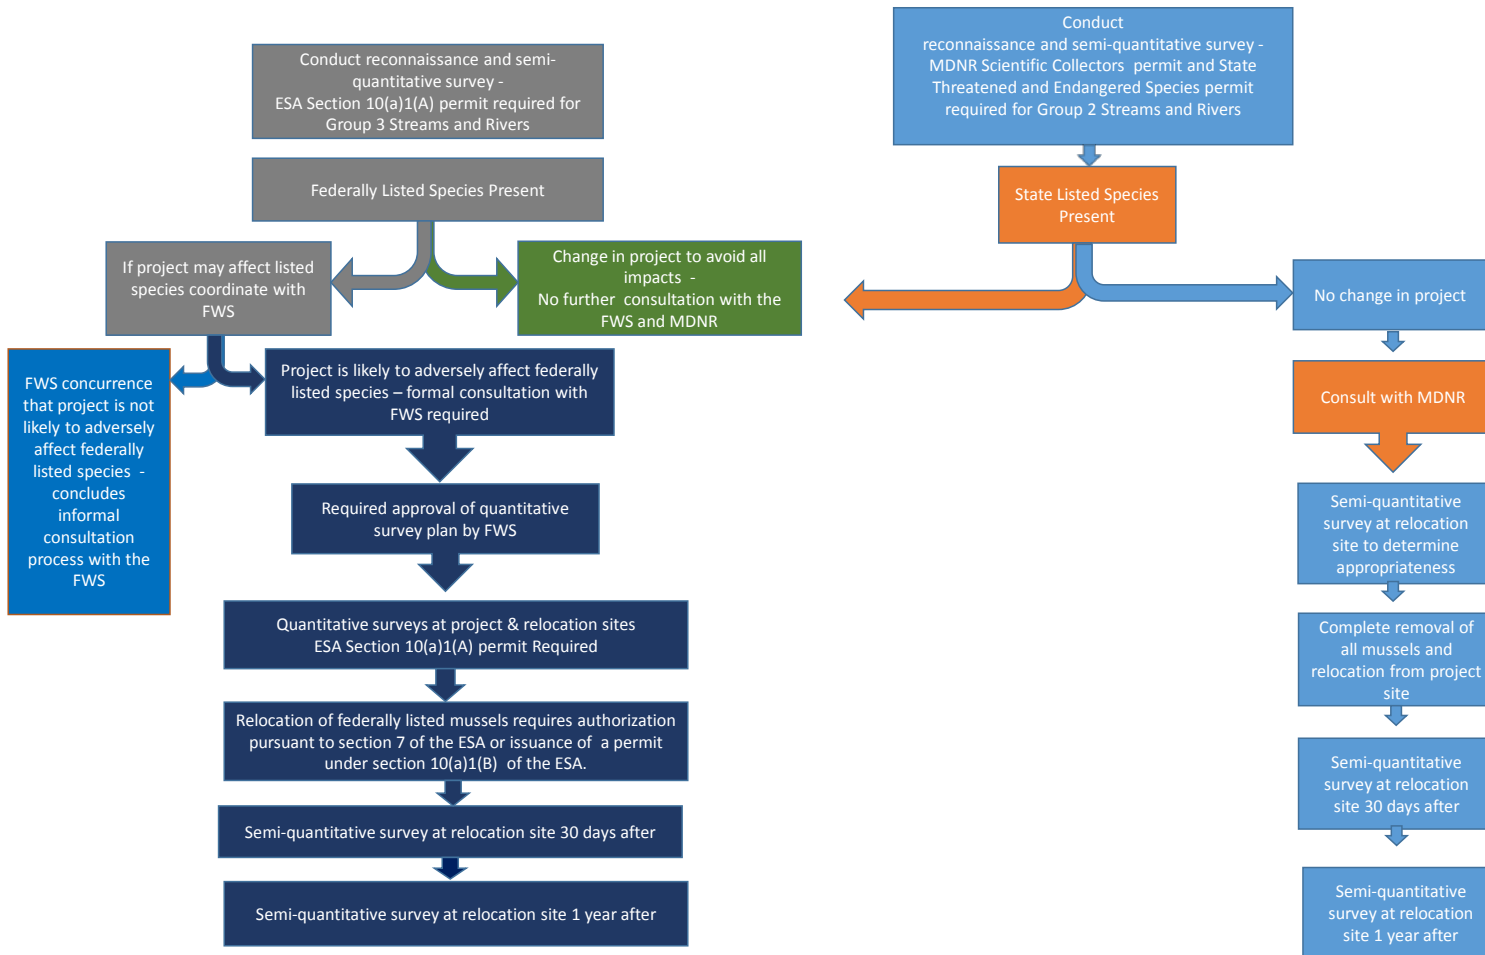 Conduct reconnaissance and semi-
quantitative survey -
ESA Section 10(a)1(A) permit required for
Group 3 Streams and Rivers
Federally Listed Species Present
If project may affect listed
species coordinate with
FWS
Change in project to avoid all
impacts -
No further consultation with the
FWS and MDNR
FWS concurrence
that project is not
likely to adversely
affect federally
listed species -
concludes
informal
consultation
process with the
FWS
Project is likely to adversely affect federally
listed species – formal consultation with
FWS required
Required approval of quantitative
survey plan by FWS
Quantitative surveys at project & relocation sites
ESA Section 10(a)1(A) permit Required
Relocation of federally listed mussels requires authorization
pursuant to section 7 of the ESA or issuance of a permit
under section 10(a)1(B) of the ESA.
Semi-quantitative survey at relocation site 30 days after
Semi-quantitative survey at relocation site 1 year after
Conduct
reconnaissance and semi-quantitative survey -
MDNR Scientific Collectors permit and State
Threatened and Endangered Species permit
required for Group 2 Streams and Rivers
State Listed Species
Present
No change in project
Consult with MDNR
Semi-quantitative
survey at relocation
site to determine
appropriateness
Complete removal of
all mussels and
relocation from project
site
Semi-quantitative
survey at relocation
site 30 days after
Semi-quantitative
survey at relocation
site 1 year after